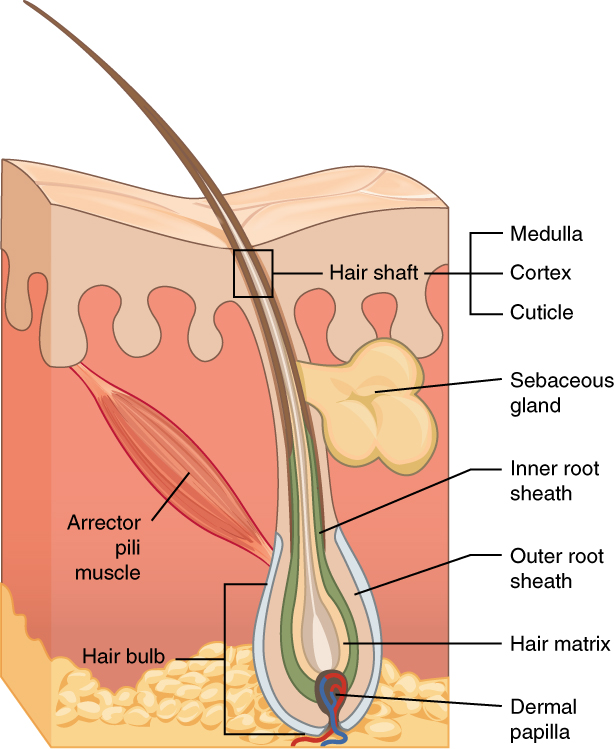 Medulla
Hair shaft
Cortex
Cuticle
Sebaceous
gland
Inner root
sheath
Arrector
pili
muscle
Outer root
sheath
Hair matrix
Hair bulb
Dermal
papilla